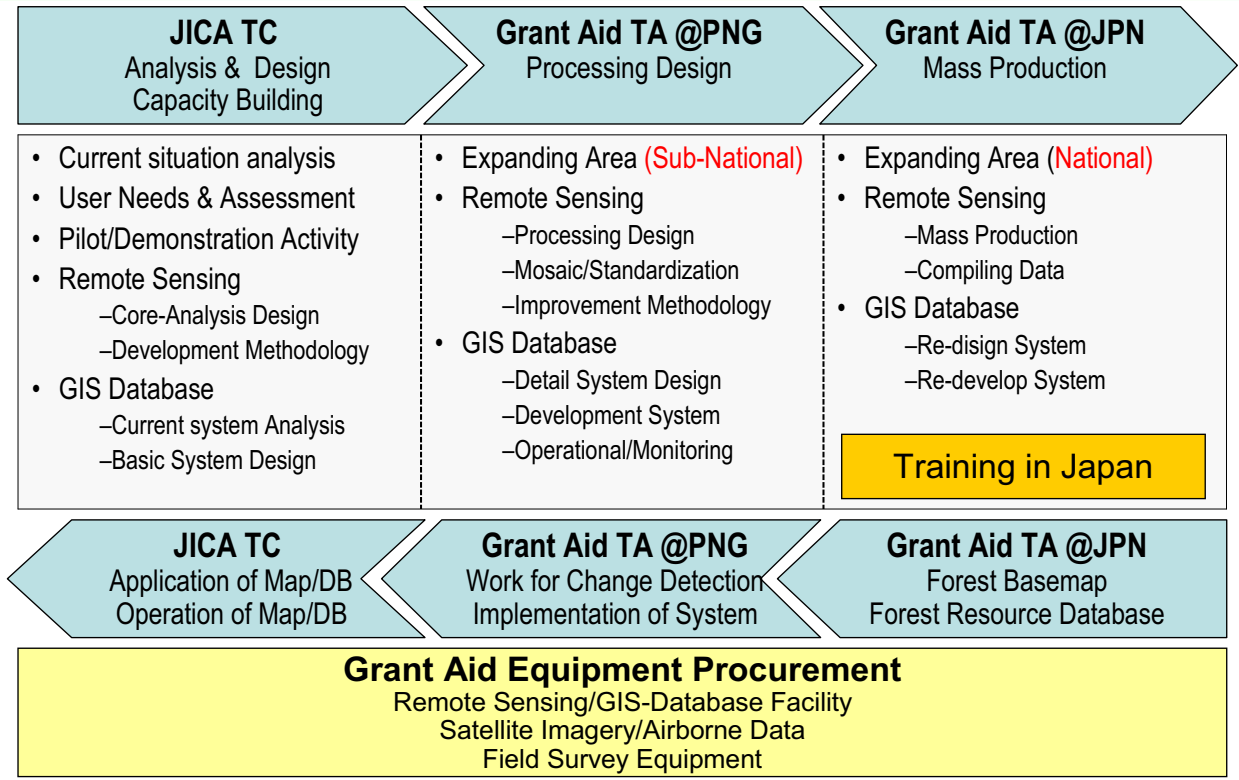 JICA TC
Analysis & Design
Capacity Building
Grant Aid TA @PNG
Processing Design
Grant Aid TA @JPN
Mass Production
• Current situation analysis
• User Needs & Assessment
• Pilot/Demonstration Activity
• Remote Sensing
–Core-Analysis Design
–Development Methodology
• GIS Database
–Current system Analysis
–Basic System Design
• Expanding Area (Sub-National)
• Remote Sensing
–Processing Design
–Mosaic/Standardization
–Improvement Methodology
• GIS Database
–Detail System Design
–Development System
–Operational/Monitoring
• Expanding Area (National)
• Remote Sensing
–Mass Production
–Compiling Data
• GIS Database
–Re-disign System
–Re-develop System
Training in Japan
JICA TC
Application of Map/DB
Operation of Map/DB
Grant Aid TA @PNG
Work for Change Detection
Implementation of System
Grant Aid TA @JPN
Forest Basemap
Forest Resource Database
Grant Aid Equipment Procurement
Remote Sensing/GIS-Database Facility
Satellite Imagery/Airborne Data
Field Survey Equipment